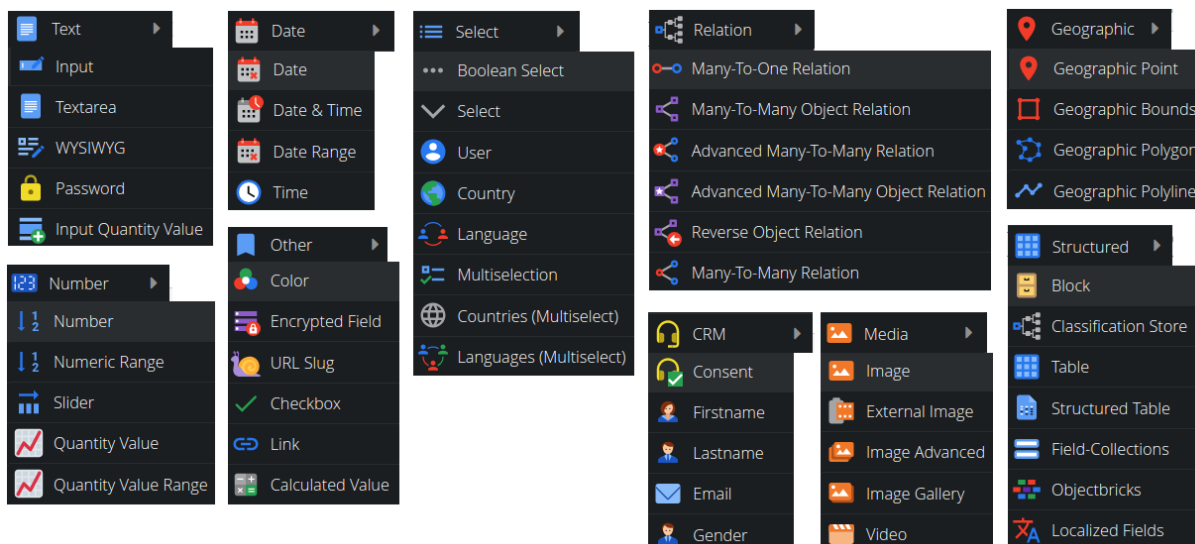 Text
Input
Textarea
WYSIWYG
Password
Input Quantity Value
Number
Number
Numeric Range
Slider
Quantity Value
Quantity Value Range
Date
Date
Date & Time
Date Range
Time
Other
Color
Encrypted Field
URL Slug
Checkbox
Link
Calculated Value
Select
Boolean Select
Select
User
Country
Language
Multiselection
Countries (Multiselect)
Languages (Multiselect)
Relation
Many-To-One Relation
Many-To-Many Object Relation
Advanced Many-To-Many Relation
Advanced Many-To-Many Object Relation
Reverse Object Relation
Many-To-Many Relation
CRM
Consent
Firstname
Lastname
Email
Gender
Media
Image
External Image
Image Advanced
Image Gallery
Video
Geographic
Geographic Point
Geographic Bounds
Geographic Polygon
Geographic Polyline
Structured
Block
Classification Store
Table
Structured Table
Field-Collections
Objectbricks
Localized Fields